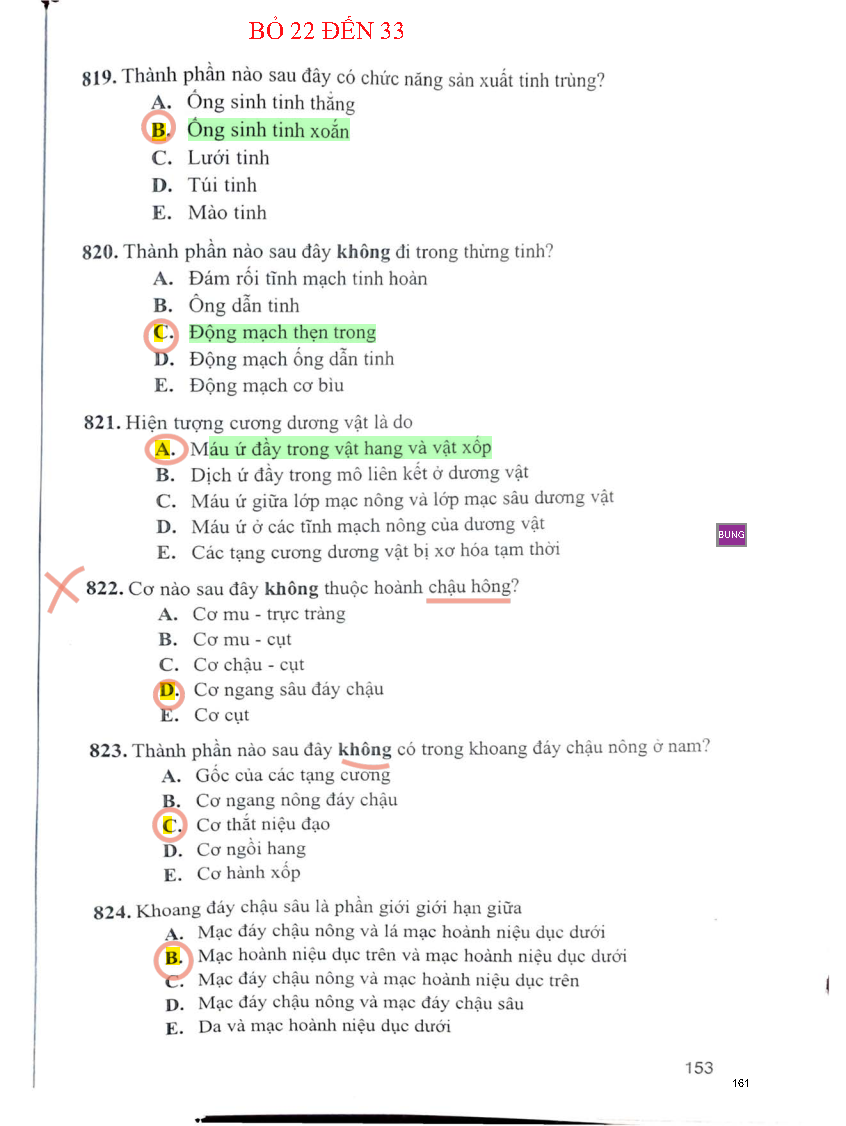 BỎ 22 ĐẾN 33
819. Thành phần nào sau đây có chức năng sản xuất tinh trùng?
A. Ống sinh tinh thẳng
B. Ống sinh tinh xoắn
C. Lưới tinh
D. Túi tinh
E. Mào tinh
820. Thành phần nào sau đây không đi trong thừng tinh?
A. Đám rối tĩnh mạch tinh hoàn
B. Ống dẫn tinh
C. Động mạch thẹn trong
D. Động mạch ống dẫn tinh
E. Động mạch cơ bìu
821. Hiện tượng cương dương vật là do
A. Máu ứ đầy trong vật hang và vật xốp
B. Dịch ứ đầy trong mô liên kết ở dương vật
C. Máu ứ giữa lớp mạc nông và lớp mạc sâu dương vật
D. Máu ứ ở các tĩnh mạch nông của dương vật
BUNG
E. Các tạng cương dương vật bị xơ hóa tạm thời
822. Cơ nào sau đây không thuộc hoành chậu hông?
A. Cơ mu - trực tràng
B. Cơ mu - cụt
C. Cơ chậu - cụt
D. Cơ ngang sâu đáy chậu
E. Cơ cụt
823. Thành phần nào sau đây không có trong khoang đáy chậu nông ở nam?
A. Gốc của các tạng cương
B. Cơ ngang nông đáy chậu
C. Cơ thắt niệu đạo
D. Cơ ngồi hang
E. Cơ hành xốp
824. Khoang đáy chậu sâu là phần giới giới hạn giữa
A. Mạc đáy chậu nông và lá mạc hoành niệu dục dưới
B. Mạc hoành niệu dục trên và mạc hoành niệu dục dưới
C. Mạc đáy chậu nông và mạc hoành niệu dục trên
D. Mạc đáy chậu nông và mạc đáy chậu sâu
E. Da và mạc hoành niệu dục dưới
153
161